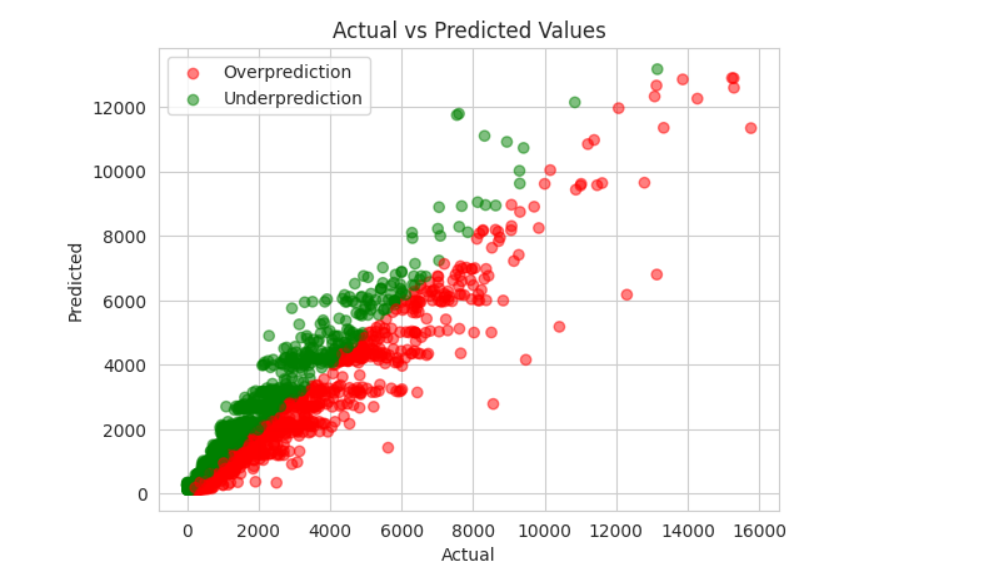 Actual vs Predicted Values
Overprediction
Underprediction
12000
10000
8000
6000
4000
2000
0
Predicted
0 2000 4000 6000 8000 10000 12000 14000 16000
Actual